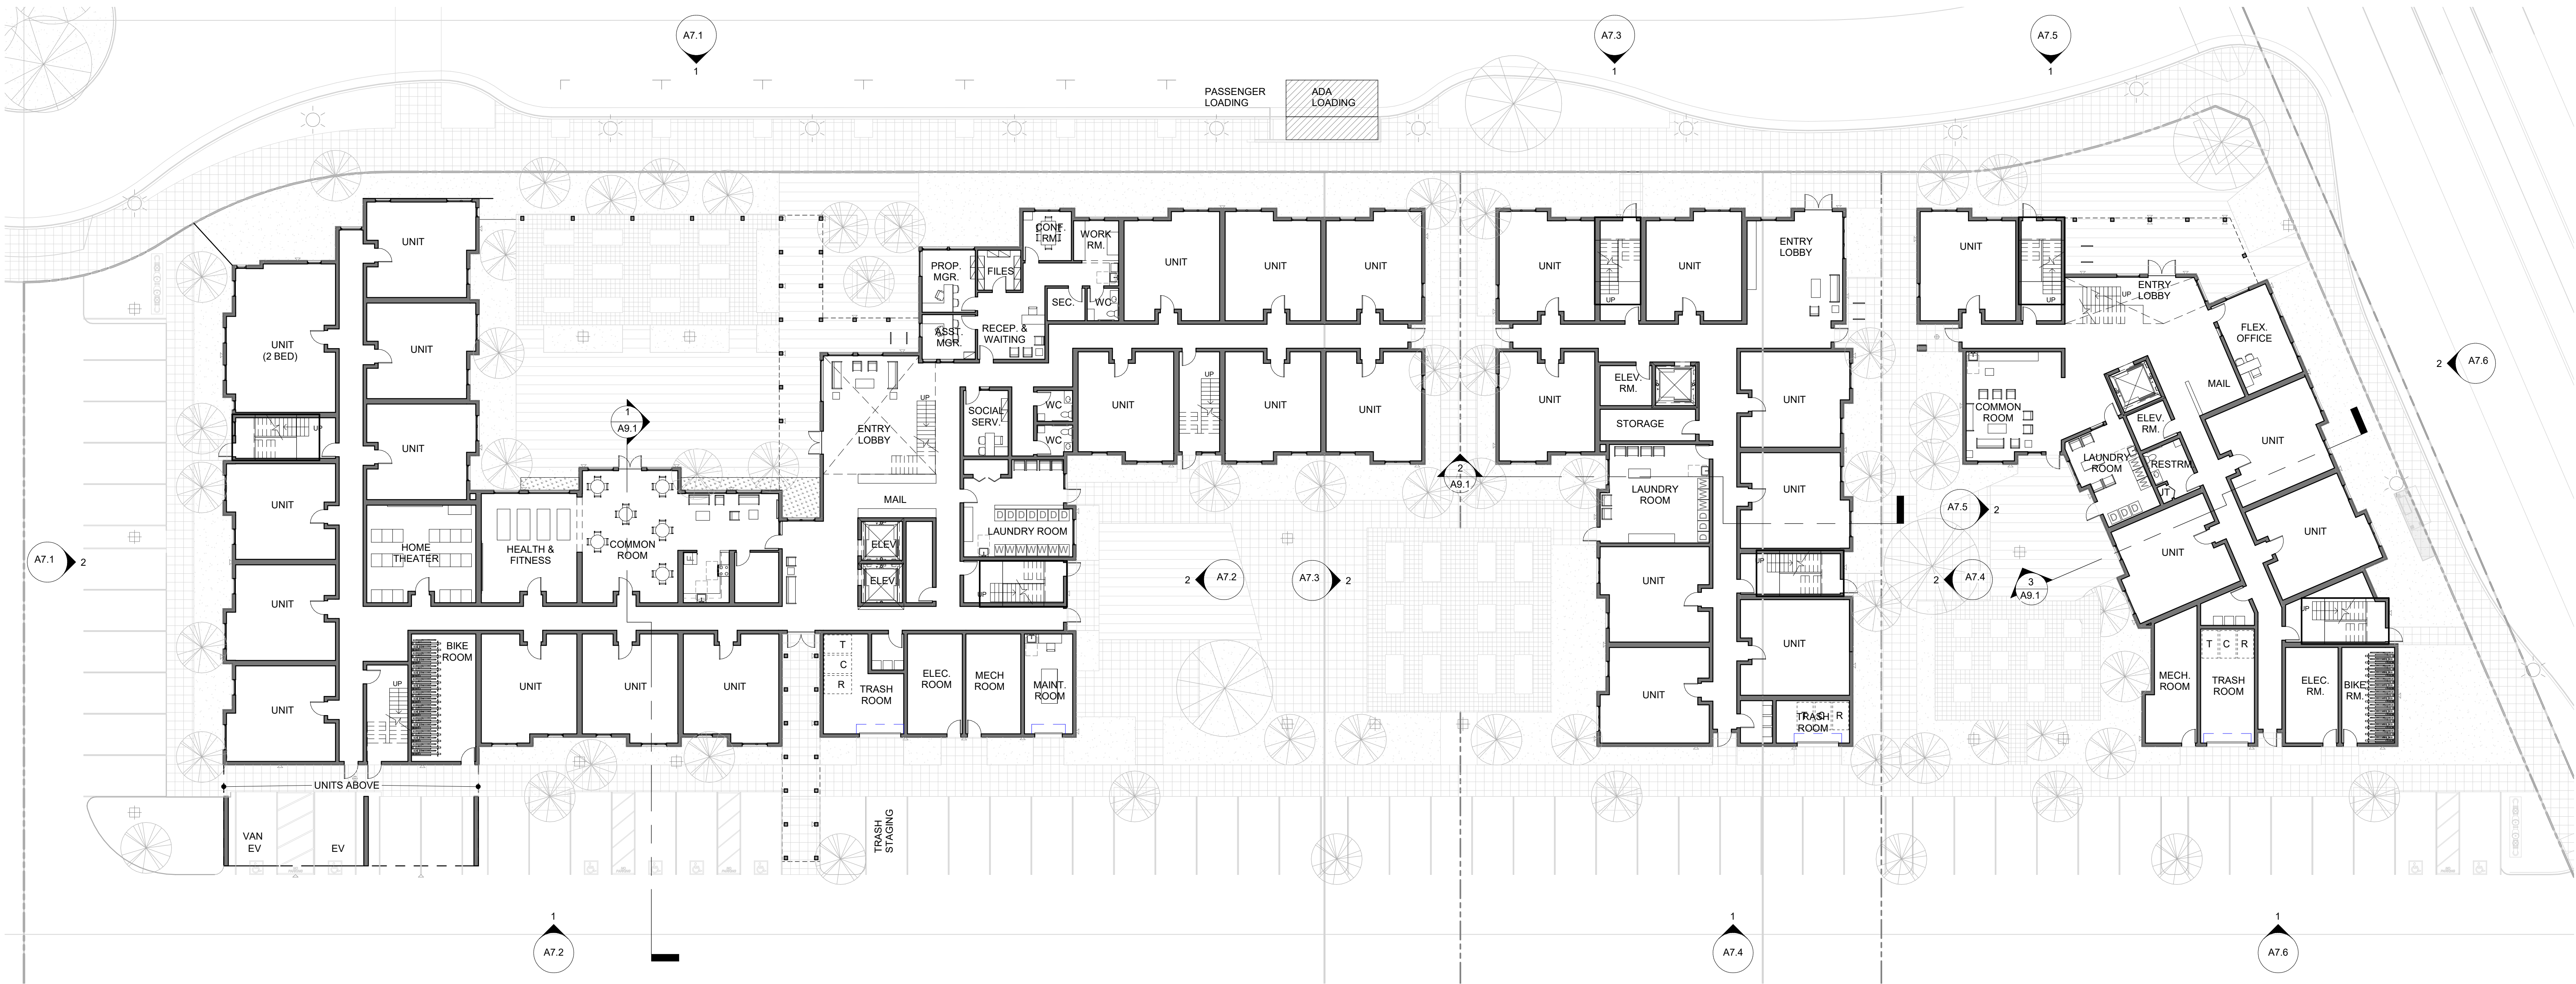 A7.1
1
A7.3
1
A7.5
1
PASSENGER
LOADING
ADA
LOADING
UNIT
UNIT
(2 BED)
UNIT
UNIT
UP
UNIT
UNIT
UNIT
HOME
THEATER
HEALTH &
FITNESS
COMMON
ROOM
1
A9.1
A7.1
2
BIKE
ROOM
UP
UNIT
UNIT
UNIT
UNITS ABOVE
VAN
EV
EV
PROP.
MGR.
FILES
CONF.
RM.
WORK
RM.
ASST.
MGR.
RECEP. &
WAITING
SEC.
WC
UNIT
UNIT
UNIT
ENTRY
LOBBY
UP
SOCIAL
SERV.
WC
WC
UNIT
UP
UNIT
UNIT
MAIL
ELEV
ELEV
D D D D D D D
LAUNDRY ROOM
W W W W W W W
UP
T
C
R
TRASH
ROOM
ELEC.
ROOM
MECH
ROOM
MAINT.
ROOM
TRASH
STAGING
2
A7.2
A7.3
2
2
A9.1
UNIT
UP
UNIT
ENTRY
LOBBY
UNIT
ELEV.
RM.
STORAGE
UNIT
LAUNDRY
ROOM
UNIT
UNIT
UP
UNIT
UNIT
TRASH
ROOM
R
UNIT
UP
UP
ENTRY
LOBBY
FLEX.
OFFICE
MAIL
COMMON
ROOM
ELEV.
RM.
LAUNDRY
ROOM
RESTRM.
UT
D D D
UNIT
UNIT
UNIT
UP
A7.5
2
2
A7.4
3
A9.1
2
A7.6
MECH.
ROOM
T C R
TRASH
ROOM
ELEC.
RM.
BIKE
RM.
1
A7.2
1
A7.4
1
A7.6